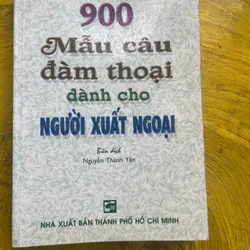 900
Mẫu câu
đàm thoại
dành cho
NGƯỜI XUẤT NGOẠI
Biên dịch
Nguyễn Thành Yến
NHÀ XUẤT BẢN THÀNH PHỐ HỒ CHÍ MINH